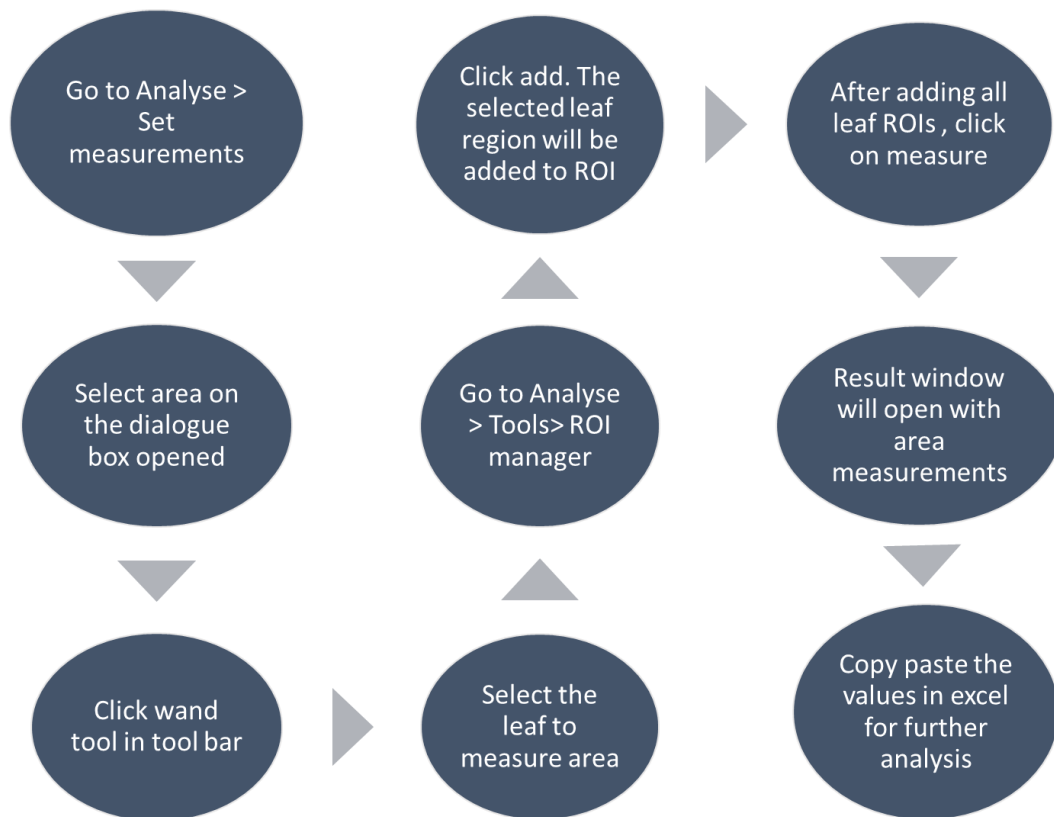 Go to Analyse >
Set
measurements
Select area on
the dialogue
box opened
Click wand
tool in tool bar
Select the
leaf to
measure area
Go to Analyse
> Tools> ROI
manager
Click add. The
selected leaf
region will be
added to ROI
After adding all
leaf ROIs , click
on measure
Result window
will open with
area
measurements
Copy paste the
values in excel
for further
analysis